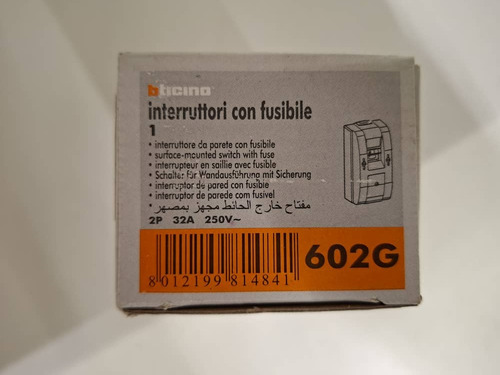 bticino
interruttori con fusibile
1
• interruttore da parete con fusibile
• surface-mounted switch with fuse
• interrupteur en saillie avec fusible
• Schalter für Wandausführung mit Sicherung
• interruptor de pared con fusible
• interruptor de parede com fusivel
• مفتاح خارج الحائط مجهز بمصهر
2P 32A 250V~
602G
8 012199 814841